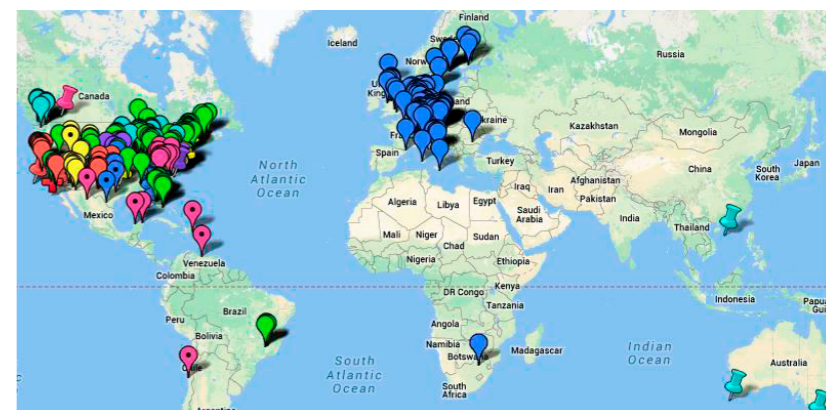 Finland
Iceland
Russia
Canada
Kazakhstan
Mongolia
Spain
Turkey
China
South
Korea
Japan
North
Atlantic
Ocean
Mexico
Algeria
Libya
Egypt
Iraq
Iran
Afghanistan
Pakistan
Saudi
Arabia
India
Thailand
Mali
Niger
Chad
Sudan
Nigeria
Ethiopia
Venezuela
Colombia
DR Congo
Kenya
Tanzania
Indonesia
Peru
Brazil
Bolivia
Angola
Namibia
Madagascar
South
Atlantic
Ocean
Indian
Ocean
Australia
South
Africa